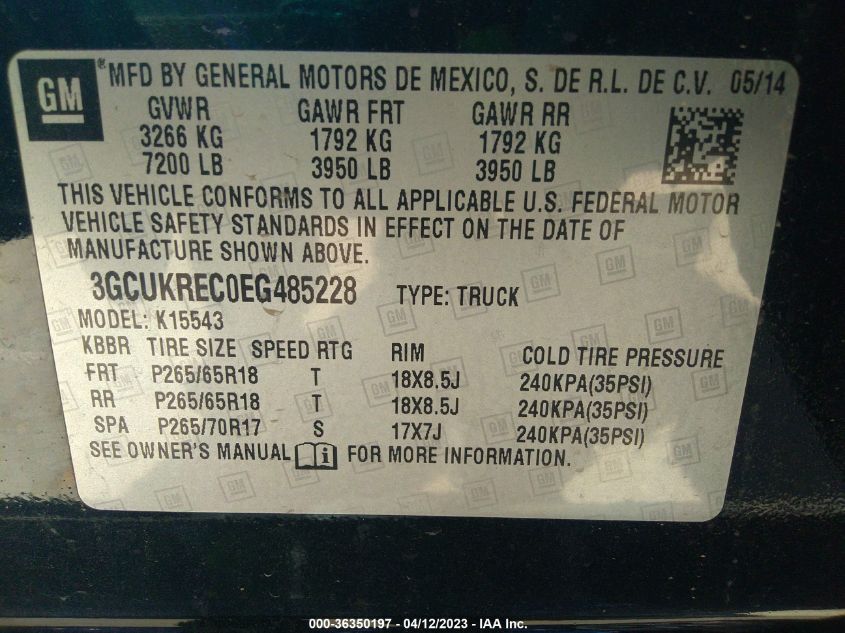 GM® MFD BY GENERAL MOTORS DE MEXICO, S. DE R.L. DE C.V. 05/14
GVWR GAWR FRT GAWR RR
3266 KG 1792 KG 1792 KG
7200 LB 3950 LB 3950 LB
THIS VEHICLE CONFORMS TO ALL APPLICABLE U.S. FEDERAL MOTOR
VEHICLE SAFETY STANDARDS IN EFFECT ON THE DATE OF
MANUFACTURE SHOWN ABOVE.
3GCUKREC0EG485228 TYPE: TRUCK
MODEL: K15543
KBBR TIRE SIZE SPEED RTG RIM COLD TIRE PRESSURE
FRT P265/65R18 T 18X8.5J 240KPA(35PSI)
RR P265/65R18 T 18X8.5J 240KPA(35PSI)
SPA P265/70R17 S 17X7J 240KPA(35PSI)
SEE OWNER'S MANUAL FOR MORE INFORMATION.
000-36350197 - 04/12/2023 - IAA Inc.